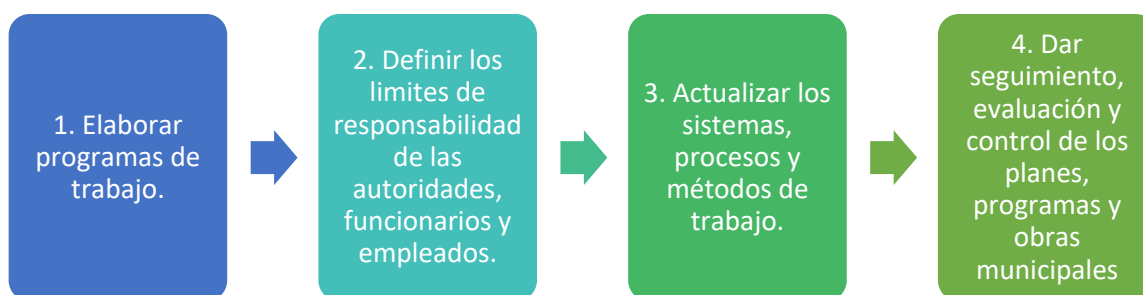 1. Elaborar
programas de
trabajo.
2. Definir los
limites de
responsabilidad
de las
autoridades,
funcionarios y
empleados.
3. Actualizar los
sistemas,
procesos y
métodos de
trabajo.
4. Dar
seguimiento,
evaluación y
control de los
planes,
programas y
obras
municipales